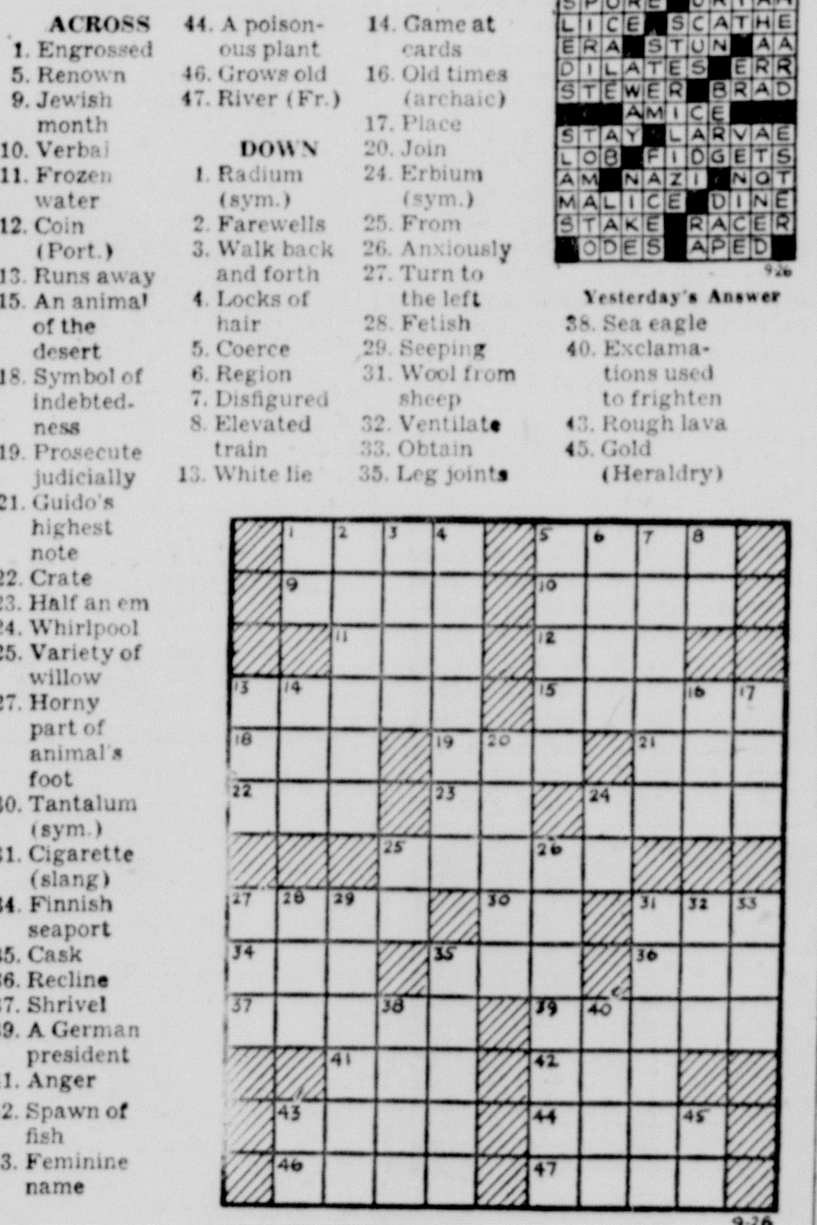 ACROSS
1. Engrossed
5. Renown
9. Jewish
month
10. Verbal
11. Frozen
water
12. Coin
(Port.)
13. Runs away
15. An animal
of the
desert
18. Symbol of
indebted-
ness
19. Prosecute
judicially
21. Guido's
highest
note
22. Crate
23. Half an em
24. Whirlpool
25. Variety of
willow
27. Horny
part of
animal's
foot
30. Tantalum
(sym.)
31. Cigarette
(slang)
34. Finnish
seaport
35. Cask
36. Recline
37. Shrivel
39. A German
president
41. Anger
42. Spawn of
fish
43. Feminine
name
44. A poison-
ous plant
46. Grows old
47. River (Fr.)
DOWN
1. Radium
(sym.)
2. Farewells
3. Walk back
and forth
4. Locks of
hair
5. Coerce
6. Region
7. Disfigured
8. Elevated
train
13. White lie
14. Game at
cards
16. Old times
(archaic)
17. Place
20. Join
24. Erbium
(sym.)
25. From
26. Anxiously
27. Turn to
the left
28. Fetish
29. Seeping
31. Wool from
sheep
32. Ventilate
33. Obtain
35. Leg joints
LICE SCATHE
ERA STUN AA
DILATES ERR
STEWER BRAD
AMICE
STAY LARVAE
LOB FIDGETS
AM NAZI NOT
MALICE DINE
STAKE RACER
ODES APED
9-26
Yesterday's Answer
38. Sea eagle
40. Exclama-
tions used
to frighten
43. Rough lava
45. Gold
(Heraldry)
1 2 3 4 5 6 7 8
9 10
11 12
13 14 15 16 17
18 19 20 21
22 23 24
25 26
27 28 29 30 31 32 33
34 35 36
37 38 39 40
41 42
43 44 45
46 47
9-26